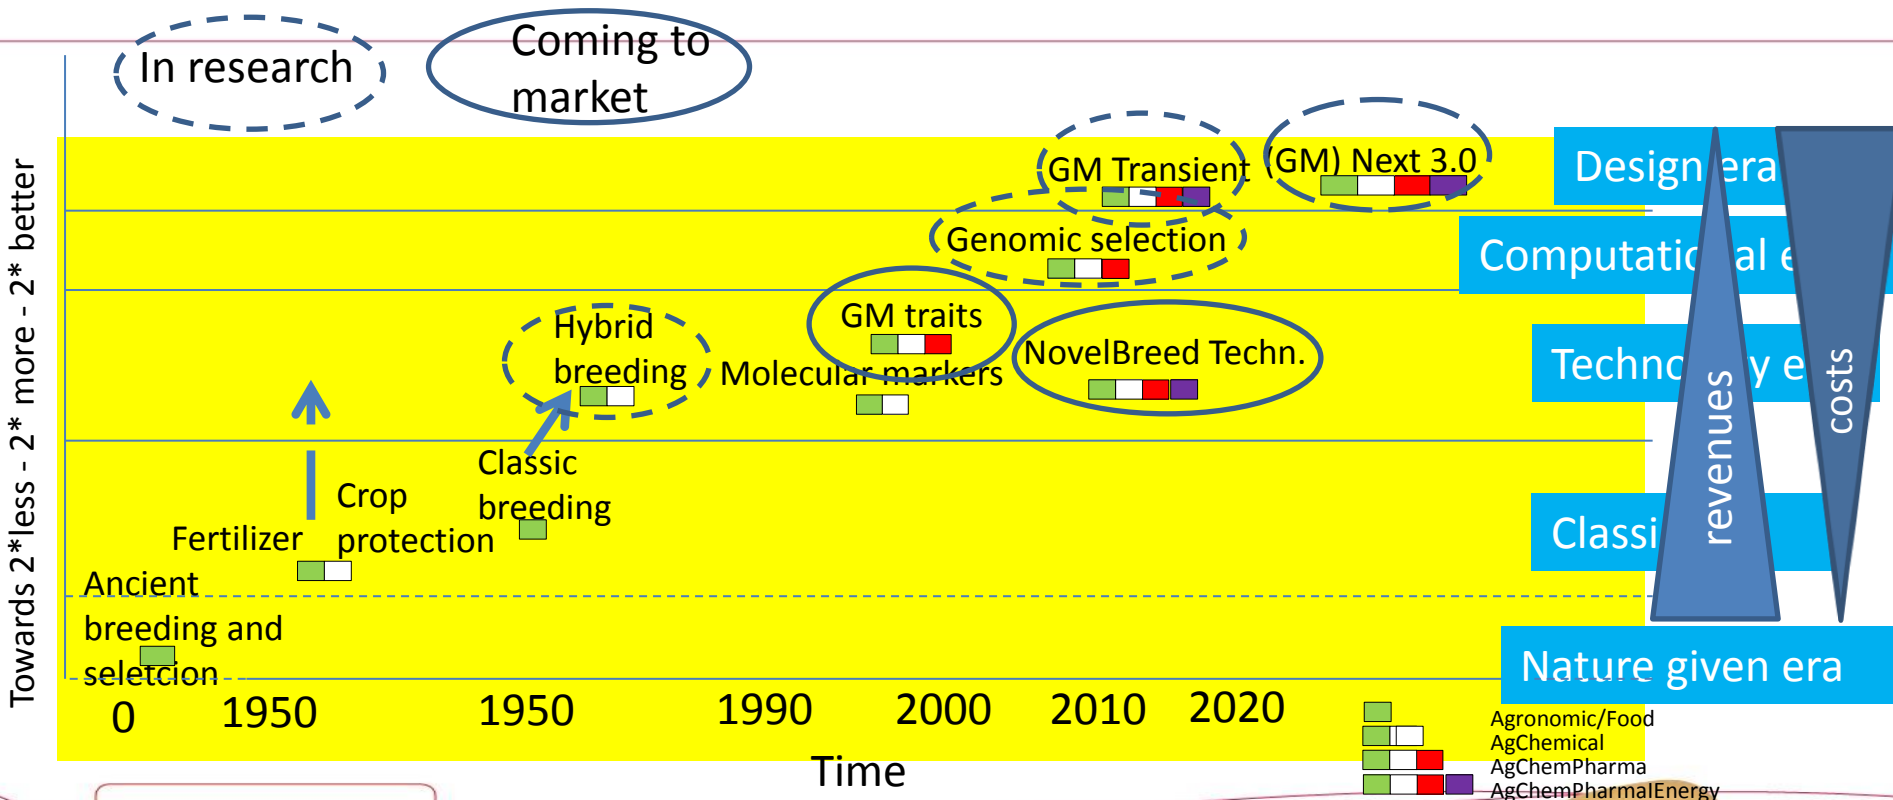 In research
Coming to
market
Towards 2*less - 2* more - 2* better
GM Transient
(GM) Next 3.0
Design era
Genomic selection
Computatic al e
Hybrid
breeding
GM traits
Molecular markers
NovelBreed Techn.
Techno y e
revenues
costs
Classic
breeding
Crop
protection
Fertilizer
Classi
Ancient
breeding and
seletcion
Nature given era
0
1950
1950
1990
2000
2010
2020
Time
Agronomic/Food
AgChemical
AgChemPharma
AgChemPharmalEnergy